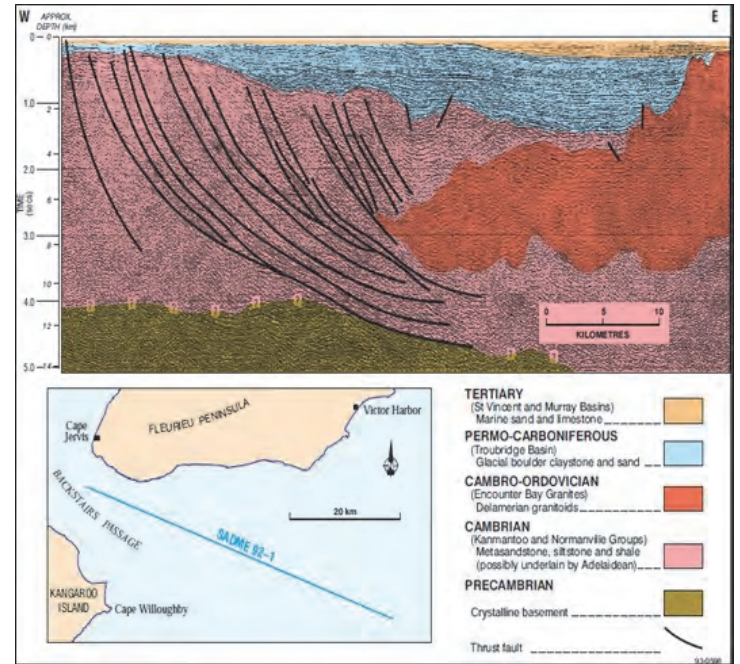 W
APPROX.
DEPTH (km)
E
0
0
1.0
2
4
2.0
6
3.0
8
10
4.0
12
5.0
14
TIME
(secs)
?
?
?
?
?
?
?
?
0
5
10
KILOMETRES
Cape
Jervis
FLEURIEU PENINSULA
Victor Harbor
BACKSTAIRS PASSAGE
20 km
SADME 92–1
KANGAROO
ISLAND
Cape Willoughby
TERTIARY
(St Vincent and Murray Basins)
Marine sand and limestone
PERMO-CARBONIFEROUS
(Troubridge Basin)
Glacial boulder claystone and sand
CAMBRO-ORDOVICIAN
(Encounter Bay Granites)
Delamerian granitoids
CAMBRIAN
(Kanmantoo and Normanville Groups)
Metasandstone, siltstone and shale
(possibly underlain by Adelaidean)
PRECAMBRIAN
Crystalline basement
Thrust fault